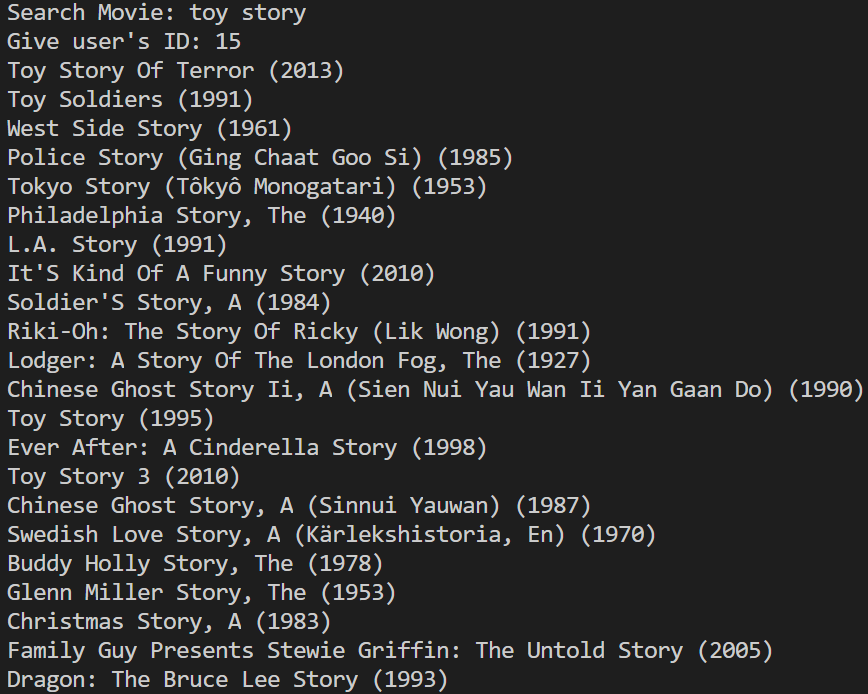 Search Movie: toy story
Give user's ID: 15
Toy Story Of Terror (2013)
Toy Soldiers (1991)
West Side Story (1961)
Police Story (Ging Chaat Goo Si) (1985)
Tokyo Story (Tôkyô Monogatari) (1953)
Philadelphia Story, The (1940)
L.A. Story (1991)
It'S Kind Of A Funny Story (2010)
Soldier'S Story, A (1984)
Riki-Oh: The Story Of Ricky (Lik Wong) (1991)
Lodger: A Story Of The London Fog, The (1927)
Chinese Ghost Story Ii, A (Sien Nui Yau Wan Ii Yan Gaan Do) (1990)
Toy Story (1995)
Ever After: A Cinderella Story (1998)
Toy Story 3 (2010)
Chinese Ghost Story, A (Sinnui Yauwan) (1987)
Swedish Love Story, A (Kärlekshistoria, En) (1970)
Buddy Holly Story, The (1978)
Glenn Miller Story, The (1953)
Christmas Story, A (1983)
Family Guy Presents Stewie Griffin: The Untold Story (2005)
Dragon: The Bruce Lee Story (1993)